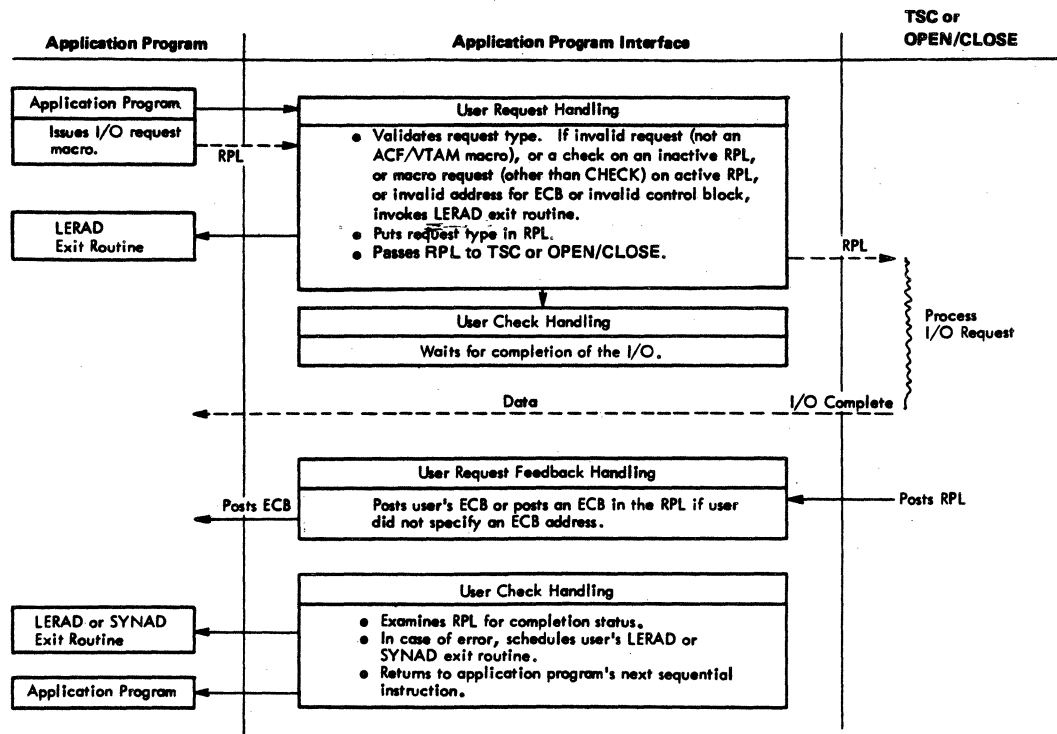 TSC or
OPEN/CLOSE
Application Program
Application Program Interface
Application Program
Issues I/O request
macro.
RPL
User Request Handling
• Validates request type. If invalid request (not an
ACF/VTAM macro), or a check on an inactive RPL,
or macro request (other than CHECK) on active RPL,
or invalid address for ECB or invalid control block,
invokes LERAD exit routine.
• Puts request type in RPL.
• Passes RPL to TSC or OPEN/CLOSE.
LERAD
Exit Routine
RPL
User Check Handling
Waits for completion of the I/O.
Process
I/O Request
Data
I/O Complete
User Request Feedback Handling
Posts user's ECB or posts an ECB in the RPL if user
did not specify an ECB address.
Posts ECB
Posts RPL
User Check Handling
• Examines RPL for completion status.
• In case of error, schedules user's LERAD or
SYNAD exit routine.
• Returns to application program's next sequential
instruction.
LERAD or SYNAD
Exit Routine
Application Program